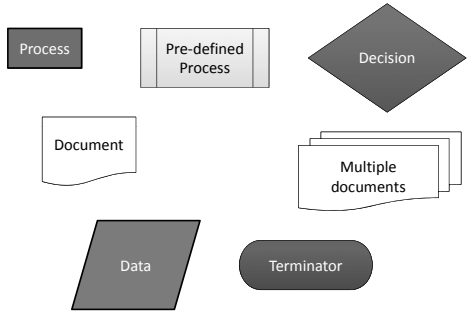 Process
Pre-defined
Process
Decision
Document
Multiple
documents
Data
Terminator